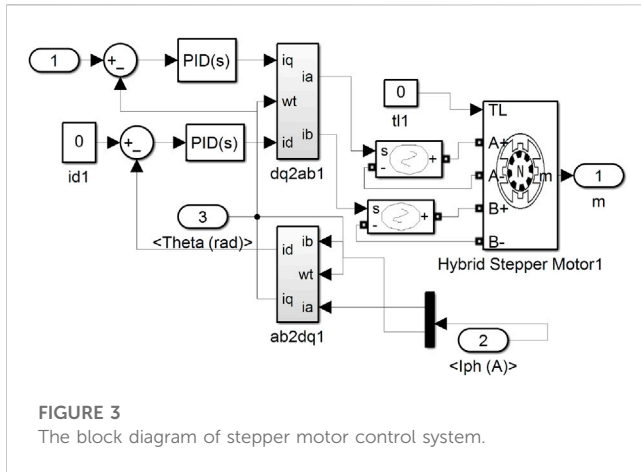 1
+
-
PID(s)
iq
ia
wt
ib
id
dq2ab1
0
id1
+
-
PID(s)
0
tl1
TL
A+
A-
B+
B-
N
m
Hybrid Stepper Motor1
1
m
s
-
+
s
-
+
3
<Theta (rad)>
id
ib
wt
iq
ia
ab2dq1
2
<Iph (A)>
FIGURE 3
The block diagram of stepper motor control system.